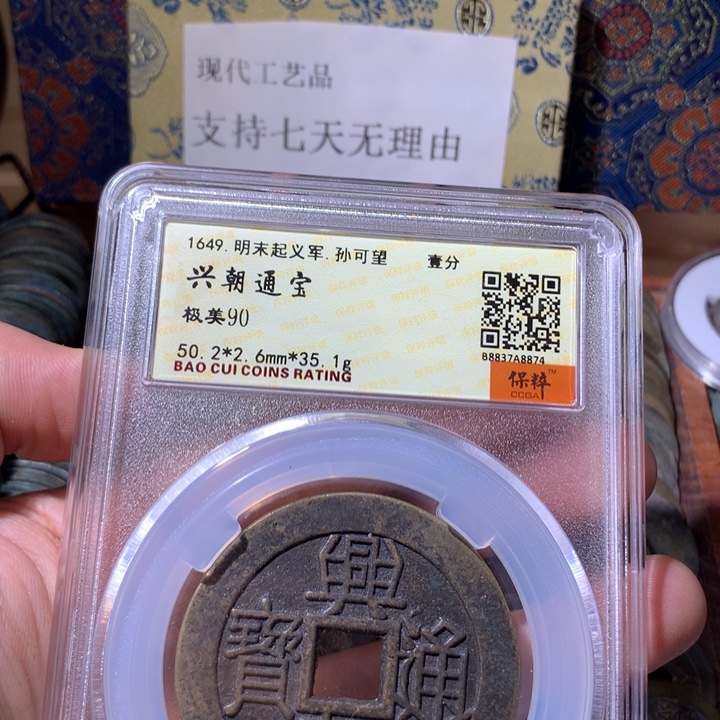 现代工艺品
支持七天无理由
1649.明末起义军.孙可望 壹分
兴朝通宝
极美90
50.2*2.6mm*35.1g
BAO CUI COINS RATING
B8837A8874
保粹™
CCGA
興
寶 通